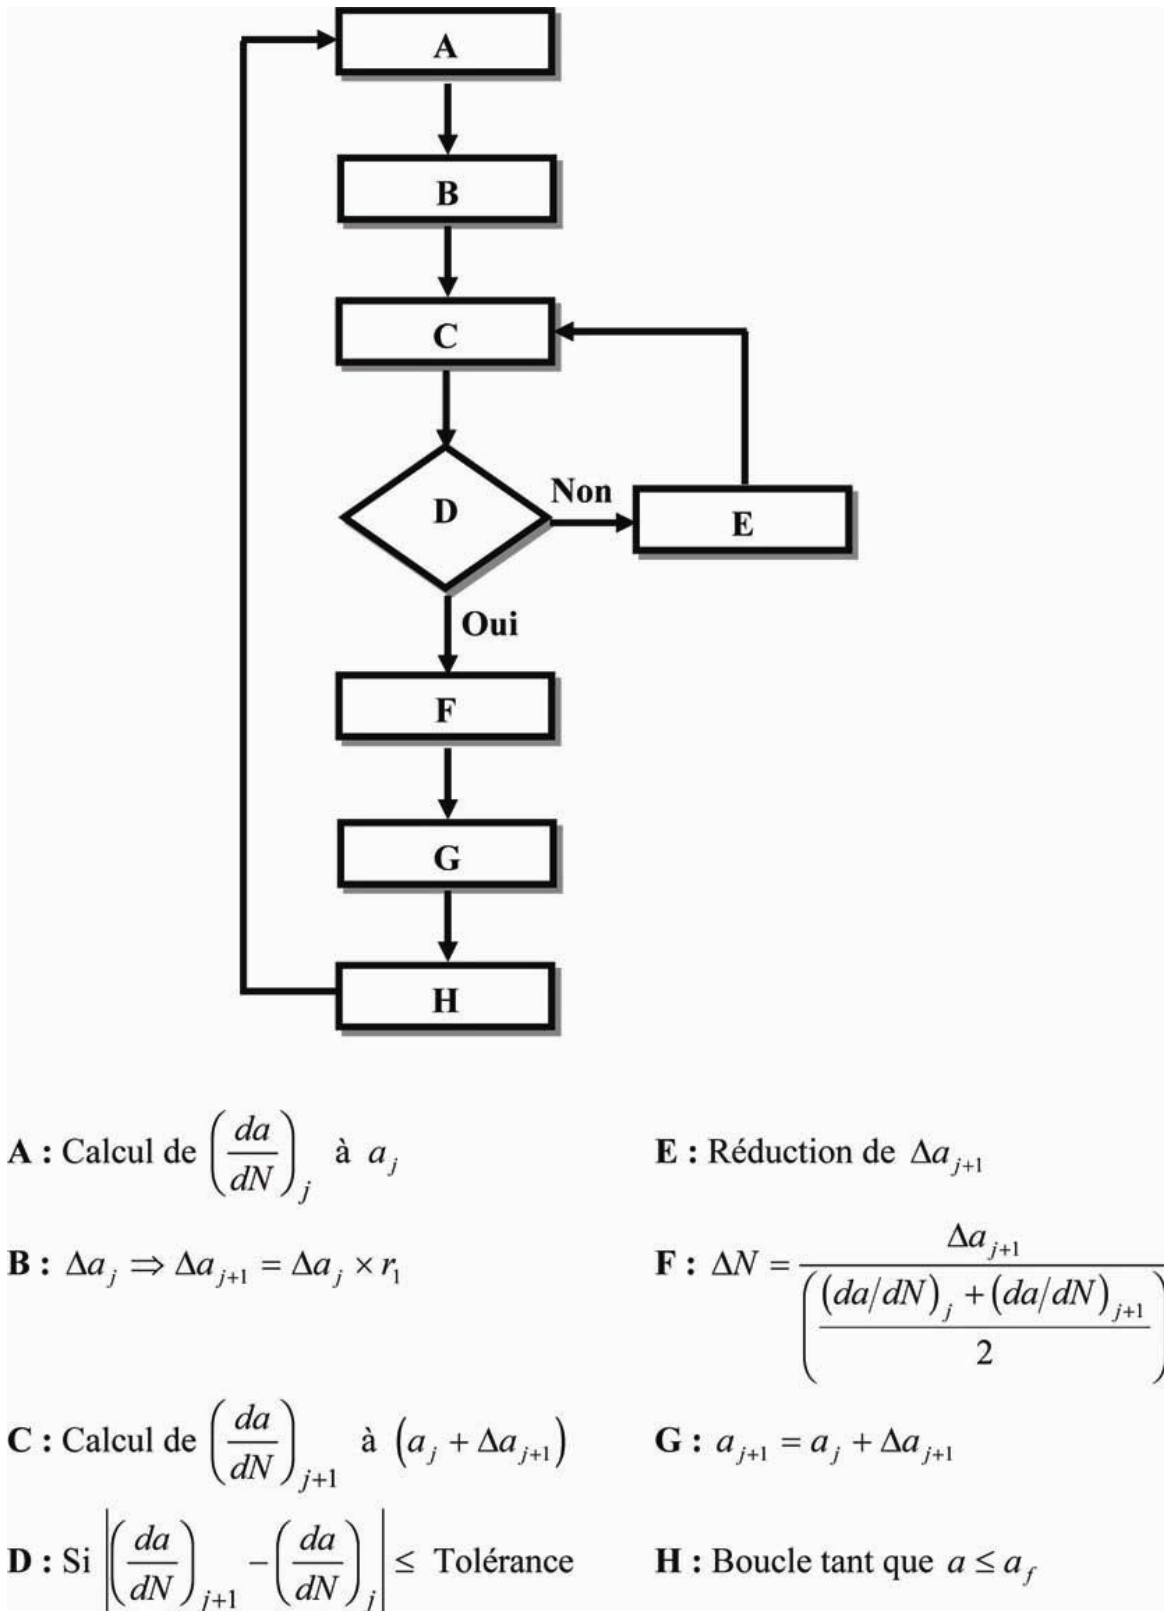 A
B
C
D
Non
E
Oui
F
G
H
A : Calcul de (da/dN)_j à a_j
E : Réduction de Δa_{j+1}
B : Δa_j ⇒ Δa_{j+1} = Δa_j × r_1
F : ΔN = Δa_{j+1} / (((da/dN)_j + (da/dN)_{j+1}) / 2)
C : Calcul de (da/dN)_{j+1} à (a_j + Δa_{j+1})
G : a_{j+1} = a_j + Δa_{j+1}
D : Si |(da/dN)_{j+1} − (da/dN)_j| ≤ Tolérance
H : Boucle tant que a ≤ a_f